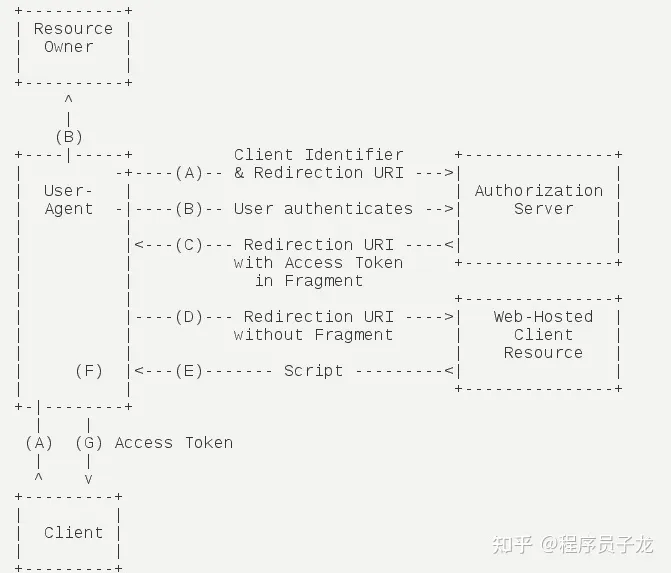 Resource
Owner
(B)
Client Identifier
(A) & Redirection URI
User-
Agent
(B) User authenticates
Authorization
Server
(C) Redirection URI
with Access Token
in Fragment
(D) Redirection URI
without Fragment
Web-Hosted
Client
Resource
(F)
(E) Script
(A) (G) Access Token
Client
知乎 @程序员子龙